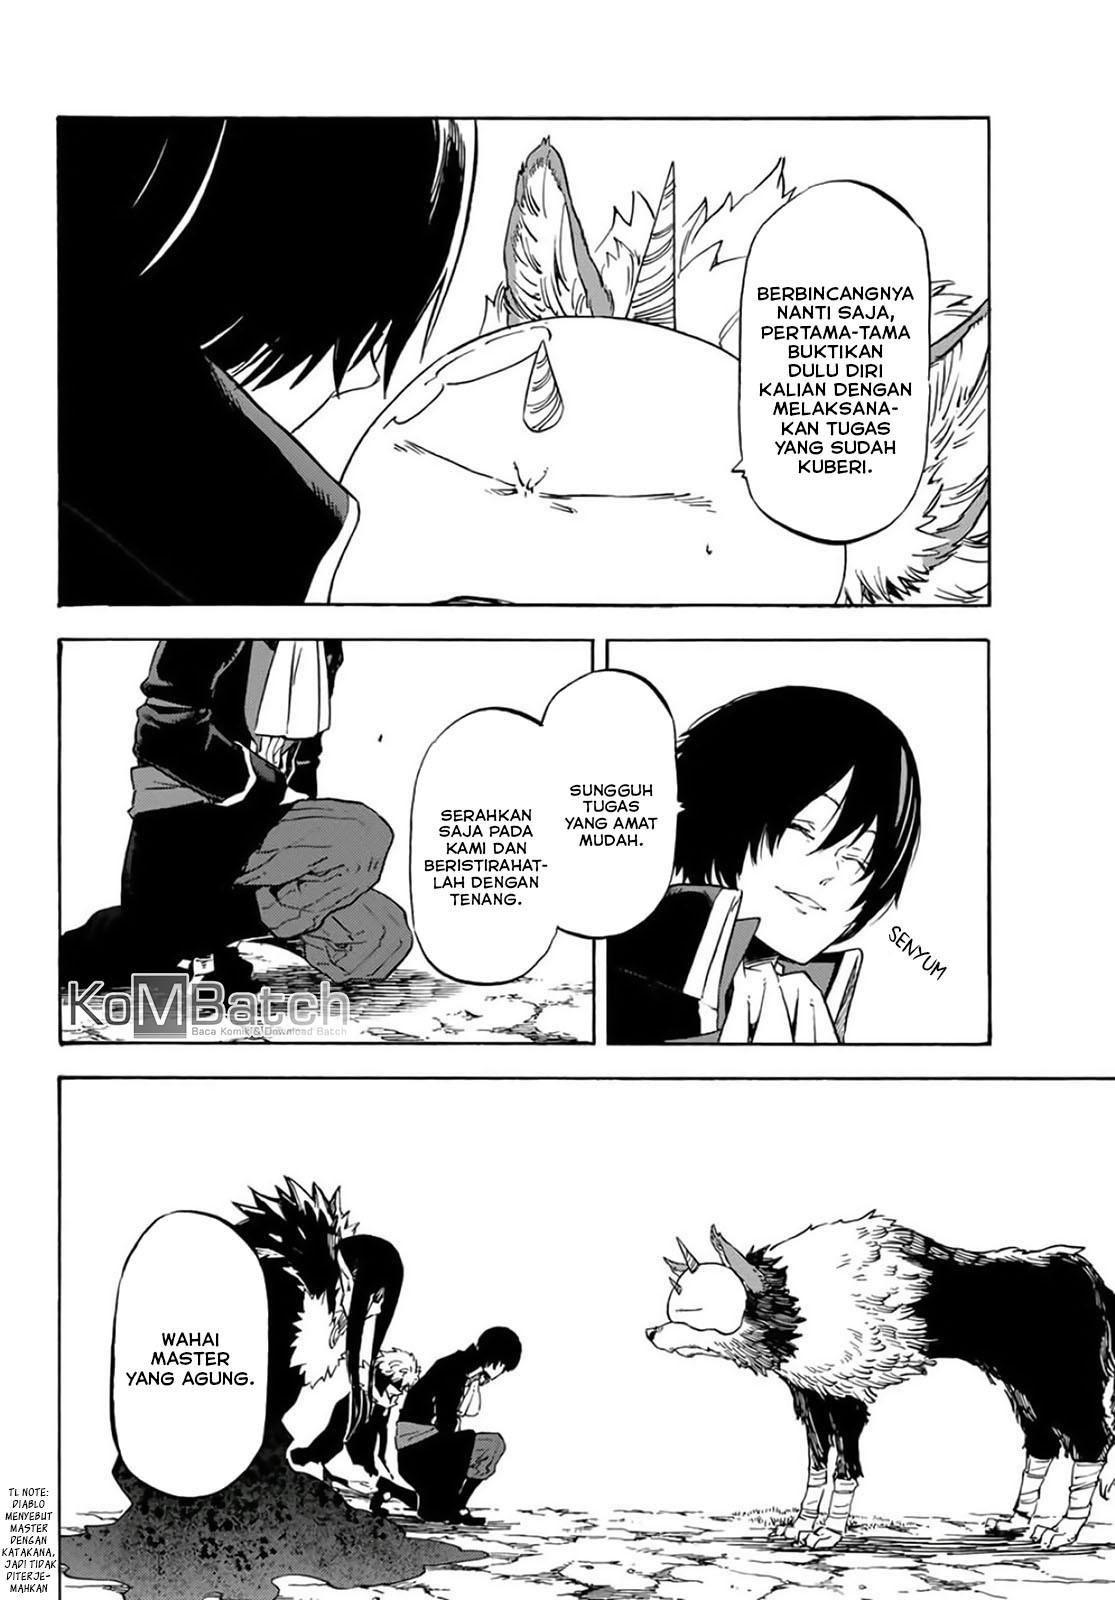 BERBINCANGNYA
NANTI SAJA,
PERTAMA-TAMA
BUKTIKAN
DULU DIRI
KALIAN DENGAN
MELAKSANA-
KAN TUGAS
YANG SUDAH
KUBERI.
SUNGGUH
TUGAS
YANG AMAT
MUDAH.
SERAHKAN
SAJA PADA
KAMI DAN
BERISTIRAHAT-
LAH DENGAN
TENANG.
SENYUM
KoMBatch
Baca Komik & Download Batch
WAHAI
MASTER
YANG AGUNG.
TL NOTE:
DIABLO
MENYEBUT
MASTER
DENGAN
KATAKANA,
JADI TIDAK
DITERJE-
MAHKAN